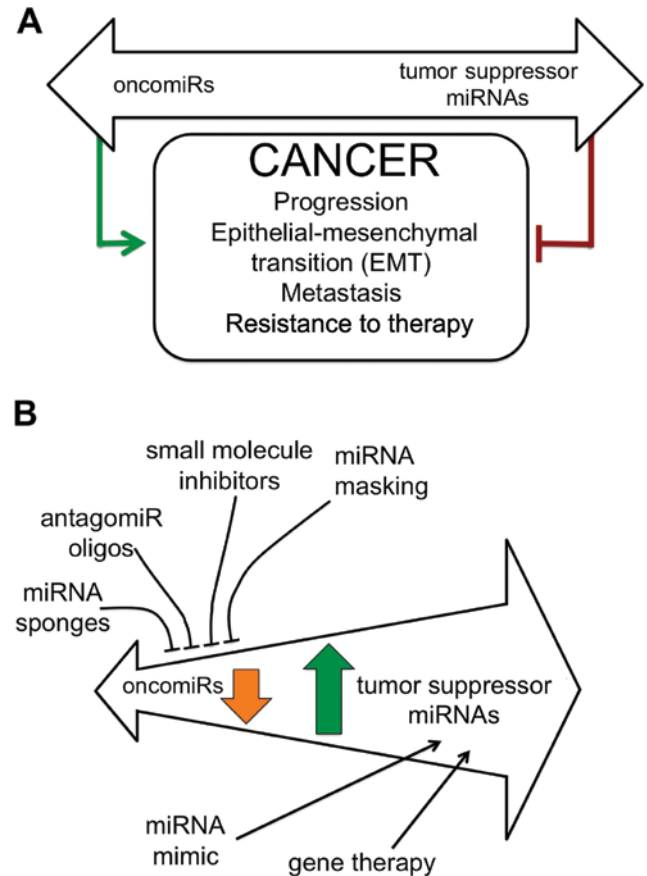 A
oncomiRs
tumor suppressor
miRNAs
CANCER
Progression
Epithelial-mesenchymal
transition (EMT)
Metastasis
Resistance to therapy
B
small molecule
inhibitors
miRNA
masking
antagomiR
oligos
miRNA
sponges
oncomiRs
tumor suppressor
miRNAs
miRNA
mimic
gene therapy